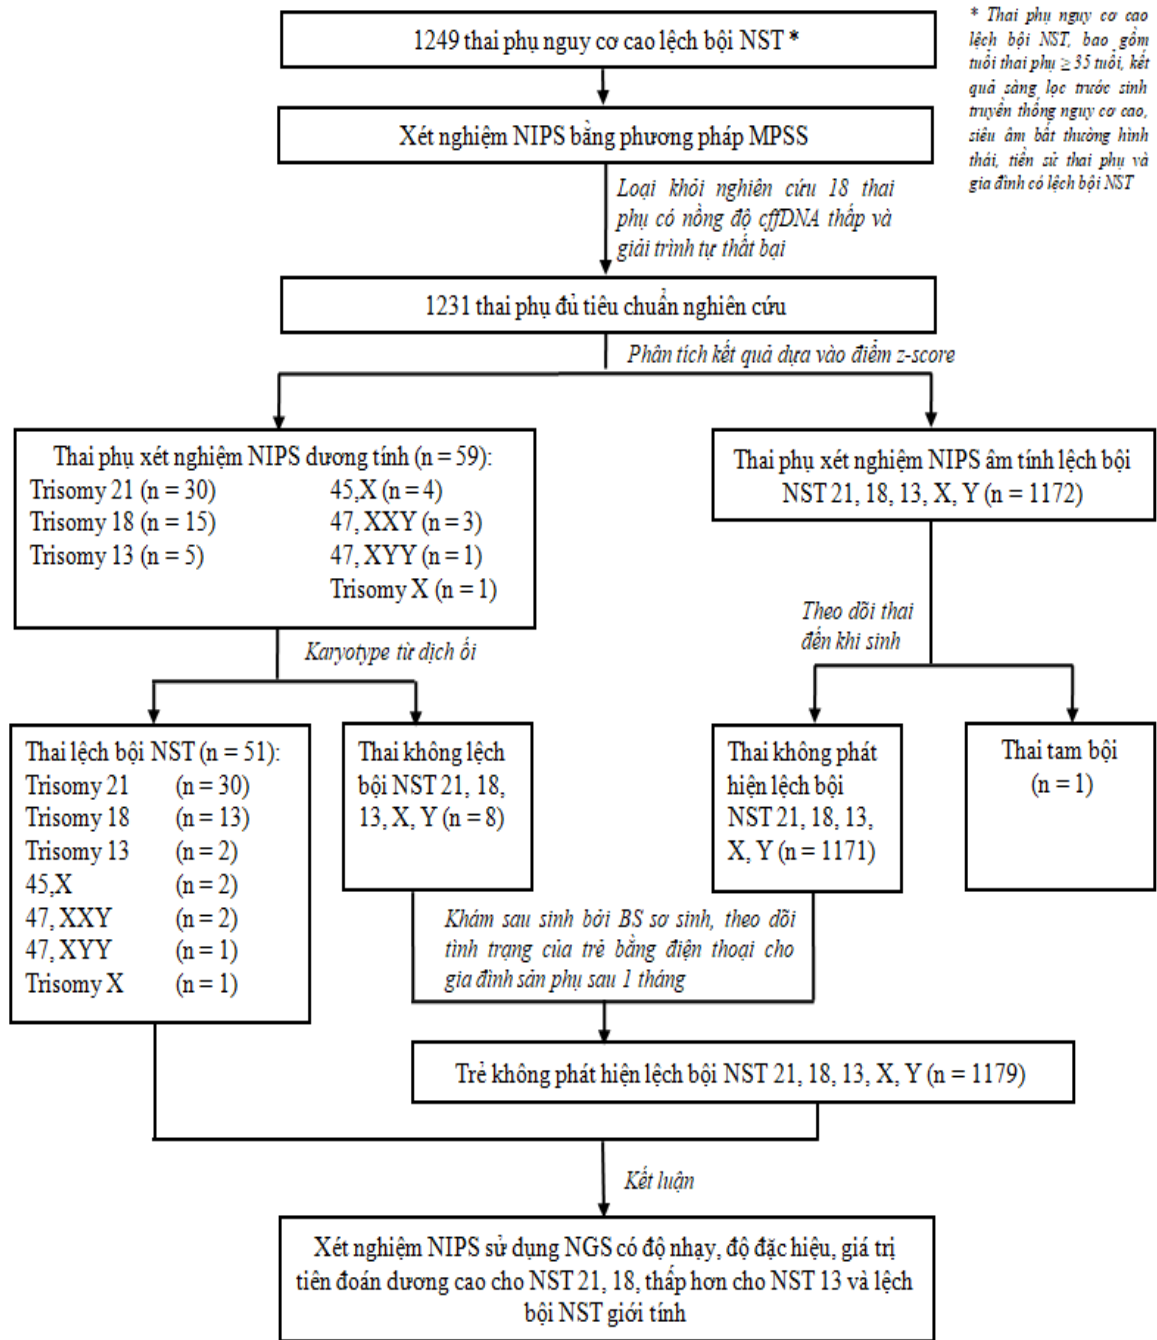 1249 thai phụ nguy cơ cao lệch bội NST *
* Thai phụ nguy cơ cao
lệch bội NST, bao gồm
tuổi thai phụ ≥ 35 tuổi, kết
quả sàng lọc trước sinh
truyền thống nguy cơ cao,
siêu âm bất thường hình
thái, tiền sử thai phụ và
gia đình có lệch bội NST
Xét nghiệm NIPS bằng phương pháp MPSS
Loại khỏi nghiên cứu 18 thai
phụ có nồng độ cffDNA thấp và
giải trình tự thất bại
1231 thai phụ đủ tiêu chuẩn nghiên cứu
Phân tích kết quả dựa vào điểm z-score
Thai phụ xét nghiệm NIPS dương tính (n = 59):
Trisomy 21 (n = 30) 45,X (n = 4)
Trisomy 18 (n = 15) 47, XXY (n = 3)
Trisomy 13 (n = 5) 47, XYY (n = 1)
Trisomy X (n = 1)
Thai phụ xét nghiệm NIPS âm tính lệch bội
NST 21, 18, 13, X, Y (n = 1172)
Karyotype từ dịch ối
Theo dõi thai
đến khi sinh
Thai lệch bội NST (n = 51):
Trisomy 21 (n = 30)
Trisomy 18 (n = 13)
Trisomy 13 (n = 2)
45,X (n = 2)
47, XXY (n = 2)
47, XYY (n = 1)
Trisomy X (n = 1)
Thai không lệch
bội NST 21, 18,
13, X, Y (n = 8)
Thai không phát
hiện lệch bội
NST 21, 18, 13,
X, Y (n = 1171)
Thai tam bội
(n = 1)
Khám sau sinh bởi BS sơ sinh, theo dõi
tình trạng của trẻ bằng điện thoại cho
gia đình sản phụ sau 1 tháng
Trẻ không phát hiện lệch bội NST 21, 18, 13, X, Y (n = 1179)
Kết luận
Xét nghiệm NIPS sử dụng NGS có độ nhạy, độ đặc hiệu, giá trị
tiên đoán dương cao cho NST 21, 18, thấp hơn cho NST 13 và lệch
bội NST giới tính